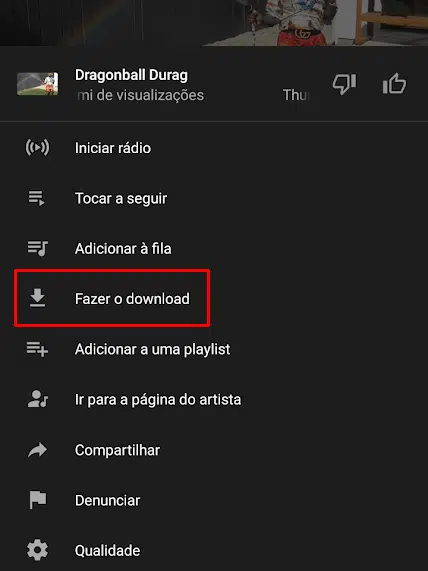 Dragonball Durag
mi de visualizações Thu
Iniciar rádio
Tocar a seguir
Adicionar à fila
Fazer o download
Adicionar a uma playlist
Ir para a página do artista
Compartilhar
Denunciar
Qualidade